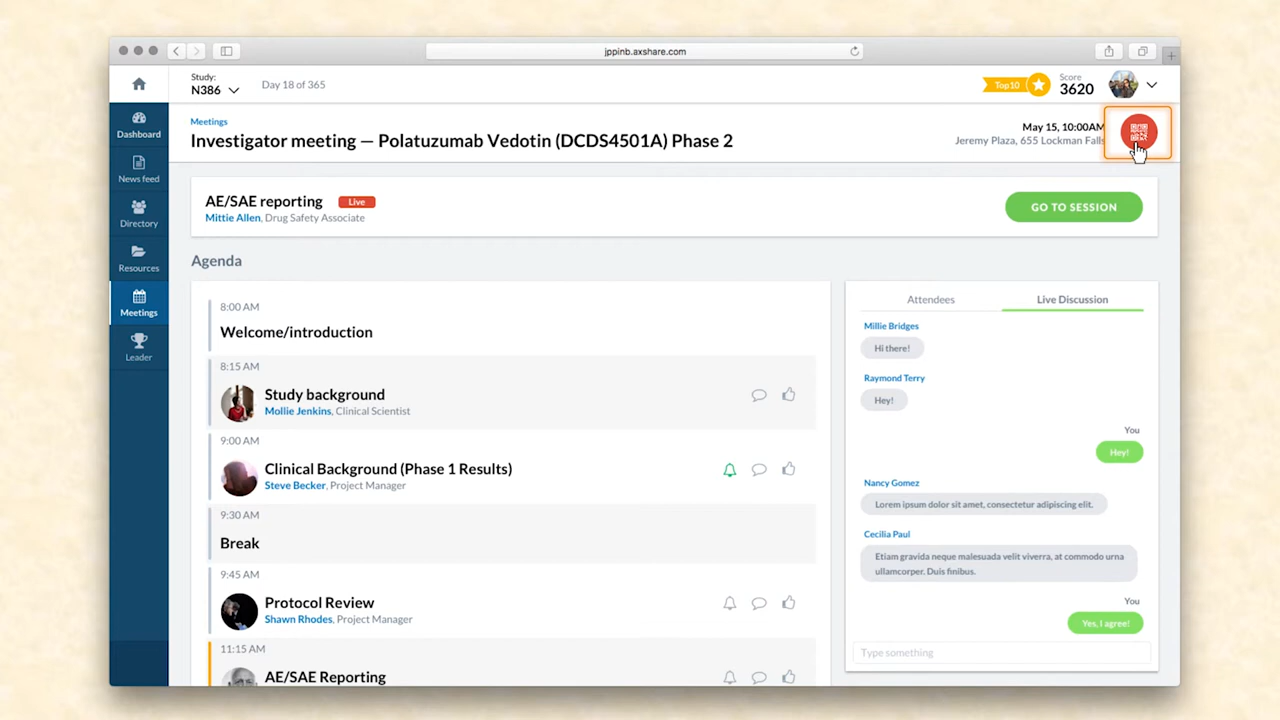 jppinb.axshare.com
Study:
N386
Day 18 of 365
Top10
Score
3620
Dashboard
News feed
Directory
Resources
Meetings
Leader
Meetings
Investigator meeting — Polatuzumab Vedotin (DCDS4501A) Phase 2
May 15, 10:00AM
Jeremy Plaza, 655 Lockman Falls
AE/SAE reporting
Live
Mittie Allen, Drug Safety Associate
GO TO SESSION
Agenda
8:00 AM
Welcome/introduction
8:15 AM
Study background
Mollie Jenkins, Clinical Scientist
9:00 AM
Clinical Background (Phase 1 Results)
Steve Becker, Project Manager
9:30 AM
Break
9:45 AM
Protocol Review
Shawn Rhodes, Project Manager
11:15 AM
AE/SAE Reporting
Attendees
Live Discussion
Millie Bridges
Hi there!
Raymond Terry
Hey!
You
Hey!
Nancy Gomez
Lorem ipsum dolor sit amet, consectetur adipiscing elit.
Cecilia Paul
Etiam gravida neque malesuada velit viverra, at commodo urna
ullamcorper. Duis finibus.
You
Yes, I agree!
Type something